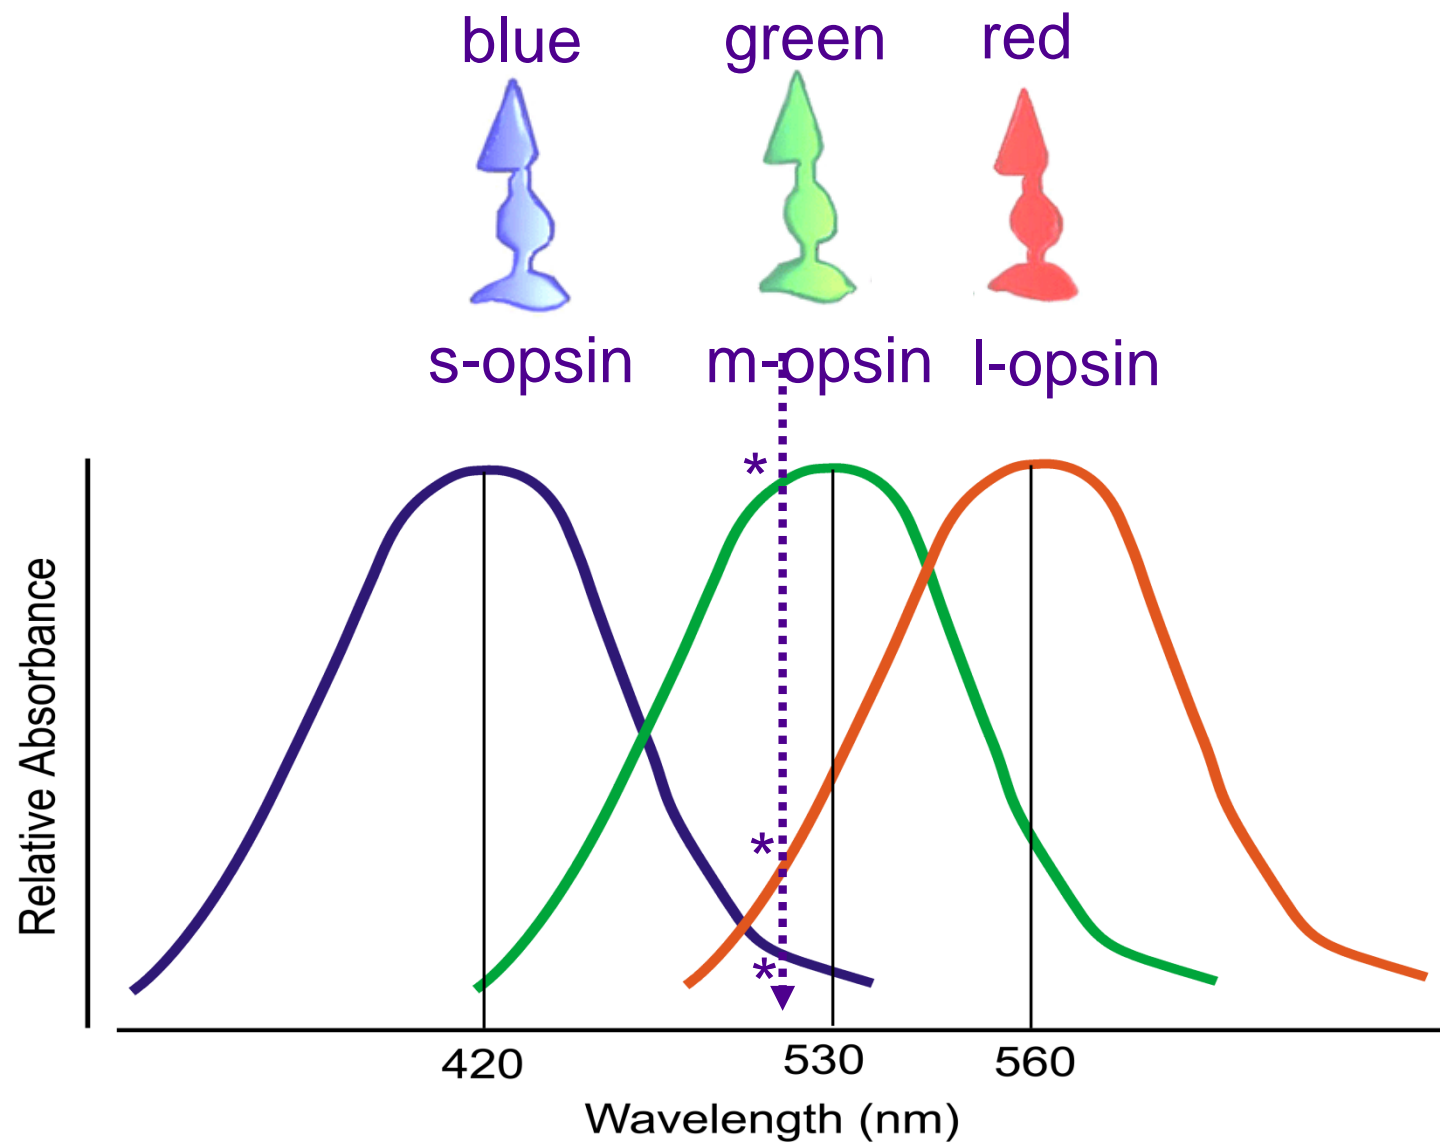 blue green red
s-opsin m-opsin l-opsin
*
*
*
Relative Absorbance
420 530 560
Wavelength (nm)